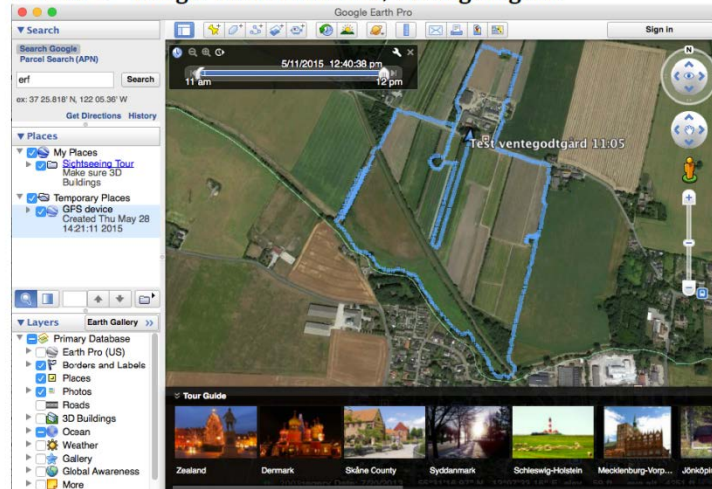 Google Earth Pro
▼ Search
Search Google
Parcel Search (APN)
erf
Search
ex: 37 25.818' N, 122 05.36' W
Get Directions History
▼ Places
My Places
Sightseeing Tour
Make sure 3D
Buildings
Temporary Places
GFS device
Created Thu May 28
14:21:11 2015
▼ Layers
Earth Gallery >>
Primary Database
Earth Pro (US)
Borders and Labels
Places
Photos
Roads
3D Buildings
Ocean
Weather
Gallery
Global Awareness
More
Sign in
5/11/2015 12:40:38 pm
11 am
12 pm
N
Test ventegodtgård 11:05
Tour Guide
Zealand
Denmark
Skåne County
Syddanmark
Schleswig-Holstein
Mecklenburg-Vorp...